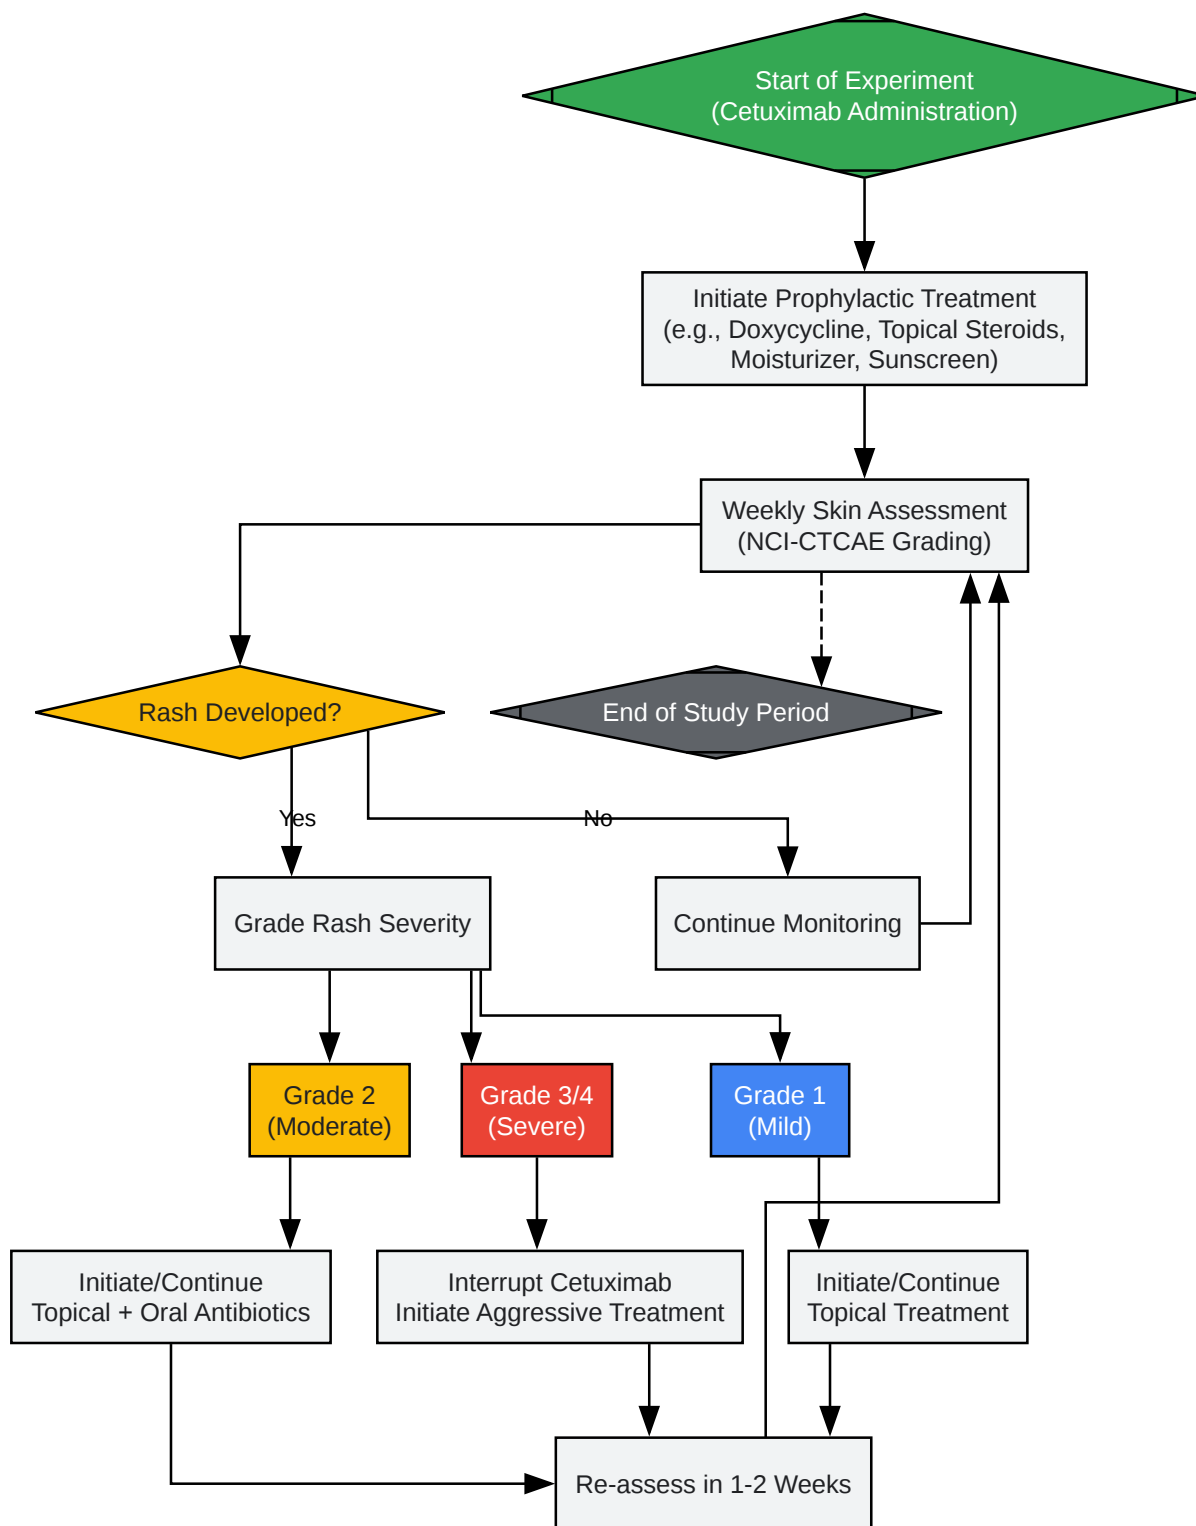 Start of Experiment
(Cetuximab Administration)
Initiate Prophylactic Treatment
(e.g., Doxycycline, Topical Steroids,
Moisturizer, Sunscreen)
Weekly Skin Assessment
(NCI-CTCAE Grading)
Rash Developed?
End of Study Period
Yes
No
Grade Rash Severity
Continue Monitoring
Grade 2
(Moderate)
Grade 3/4
(Severe)
Grade 1
(Mild)
Initiate/Continue
Topical + Oral Antibiotics
Interrupt Cetuximab
Initiate Aggressive Treatment
Initiate/Continue
Topical Treatment
Re-assess in 1-2 Weeks